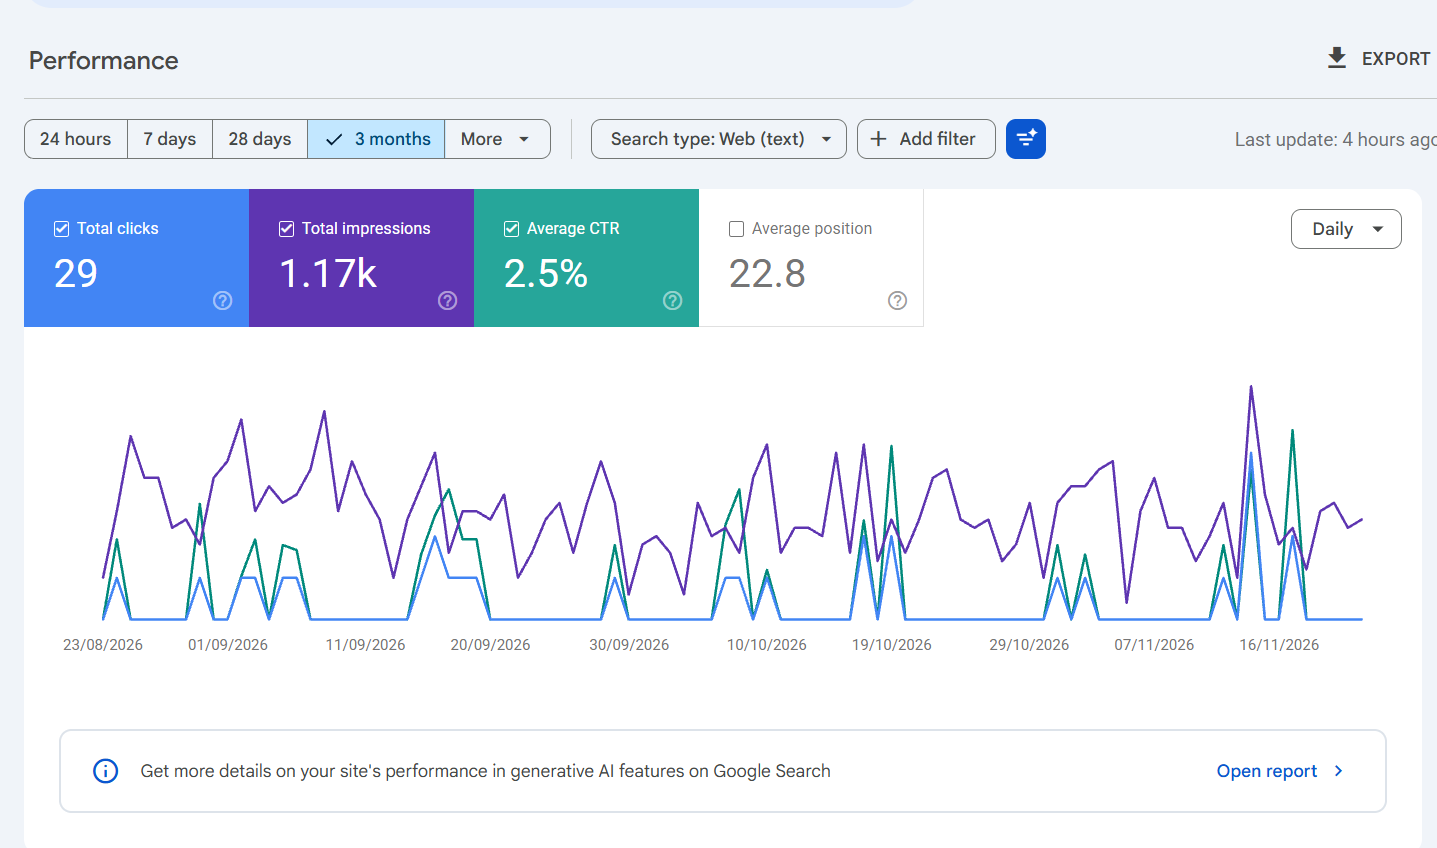 Performance
EXPORT
24 hours 7 days 28 days 3 months More
Search type: Web (text) Add filter
Last update: 4 hours ago
Total clicks
29
Total impressions
1.17k
Average CTR
2.5%
Average position
22.8
Daily
23/08/2026 01/09/2026 11/09/2026 20/09/2026 30/09/2026 10/10/2026 19/10/2026 29/10/2026 07/11/2026 16/11/2026
Get more details on your site's performance in generative AI features on Google Search
Open report